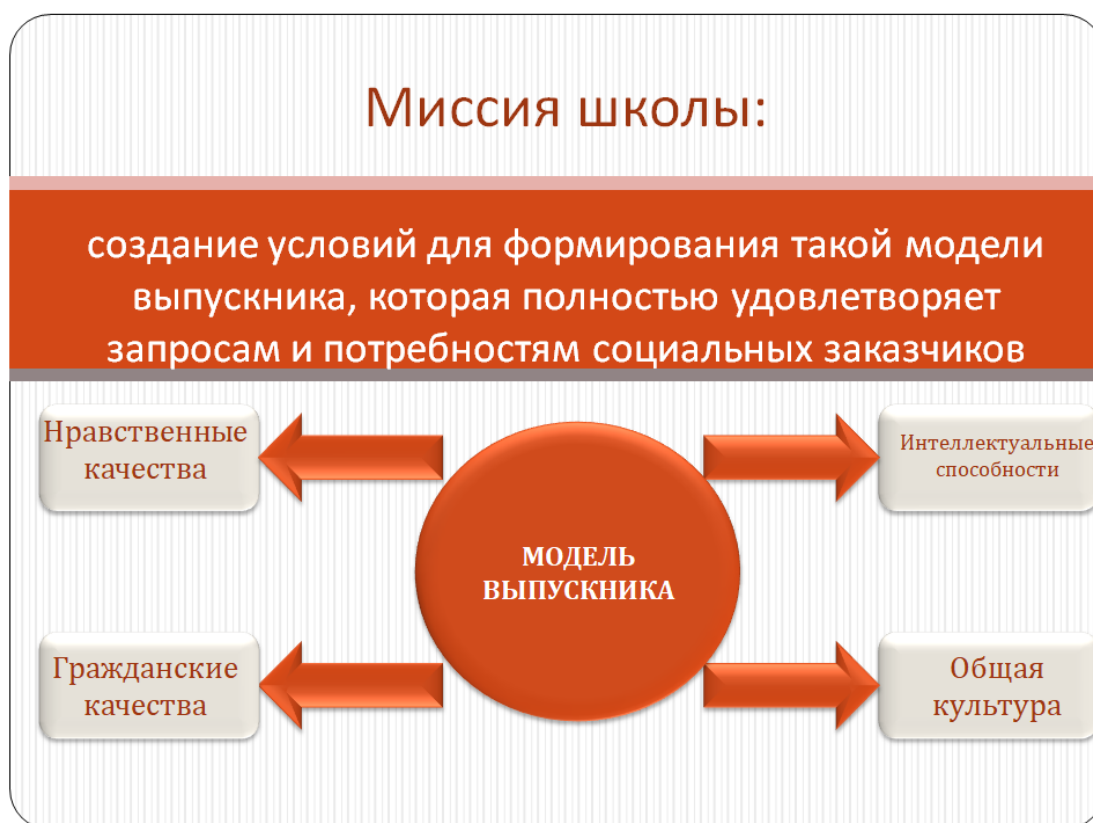 Миссия школы:
создание условий для формирования такой модели
выпускника, которая полностью удовлетворяет
запросам и потребностям социальных заказчиков
Нравственные
качества
Интеллектуальные
способности
МОДЕЛЬ
ВЫПУСКНИКА
Гражданские
качества
Общая
культура